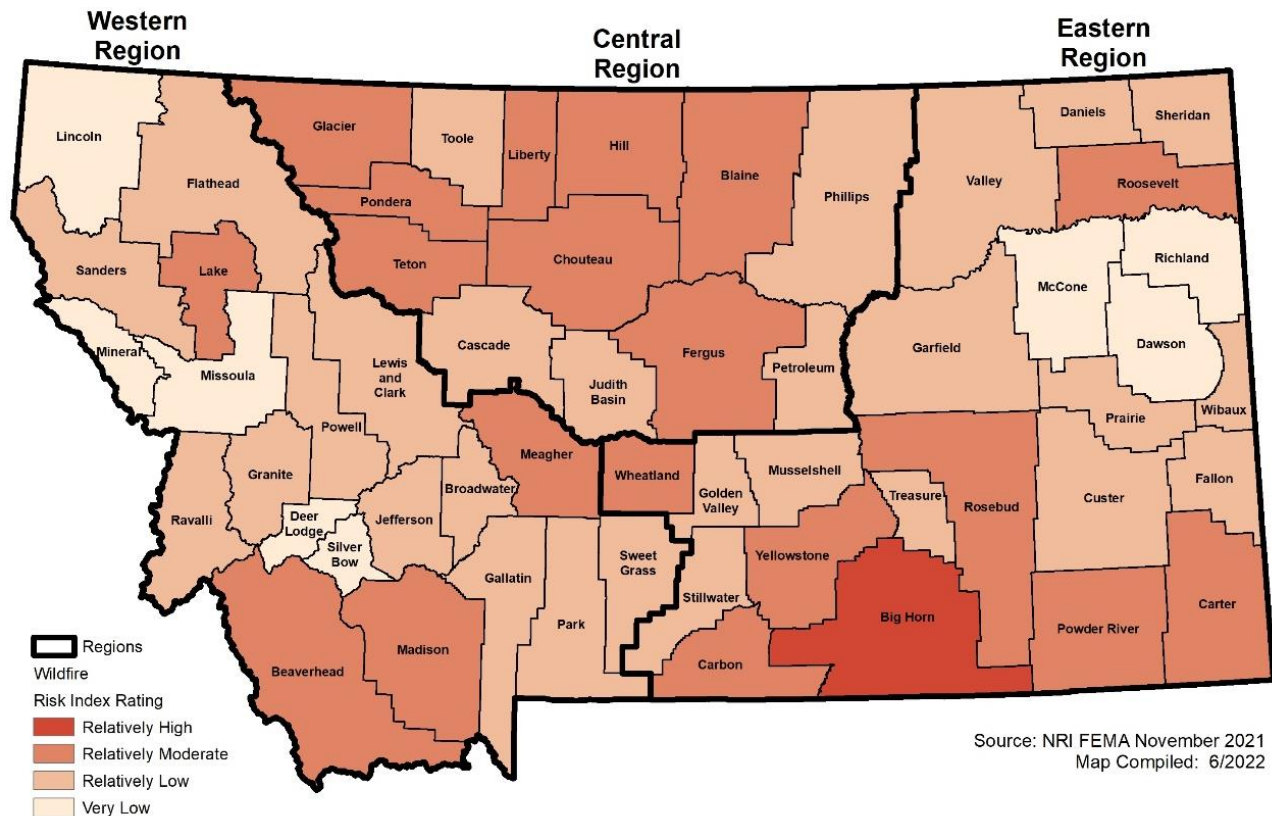 Western
Region
Central
Region
Eastern
Region
Lincoln
Flathead
Glacier
Toole
Liberty
Hill
Blaine
Phillips
Valley
Daniels
Sheridan
Roosevelt
Pondera
Teton
Chouteau
Sanders
Lake
McCone
Richland
Dawson
Mineral
Missoula
Lewis
and
Clark
Cascade
Judith
Basin
Fergus
Petroleum
Garfield
Prairie
Wibaux
Powell
Granite
Ravalli
Deer
Lodge
Silver
Bow
Jefferson
Broadwater
Meagher
Wheatland
Golden
Valley
Musselshell
Treasure
Rosebud
Custer
Fallon
Gallatin
Park
Sweet
Grass
Stillwater
Yellowstone
Big Horn
Carbon
Powder River
Carter
Beaverhead
Madison
Regions
Wildfire
Risk Index Rating
Relatively High
Relatively Moderate
Relatively Low
Very Low
Source: NRI FEMA November 2021
Map Compiled: 6/2022